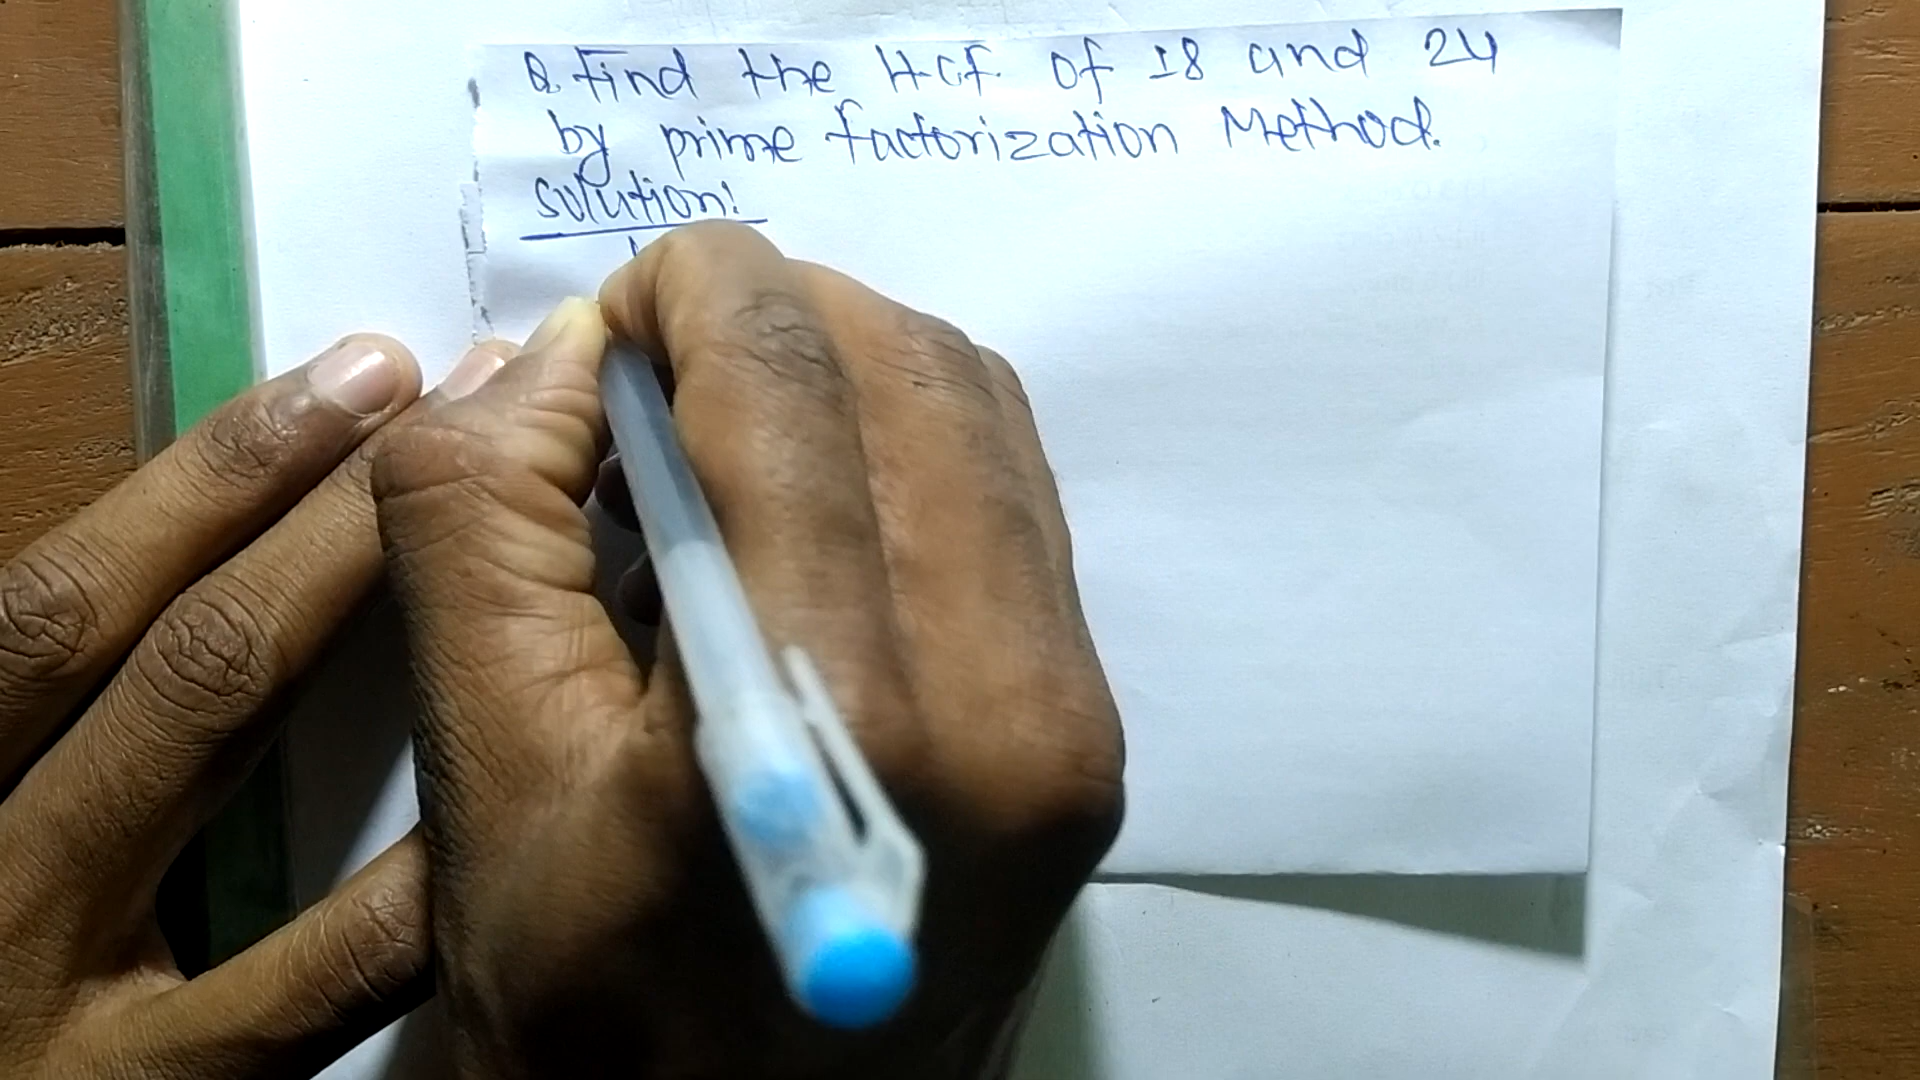 Q. Find the H.C.F. of 18 and 24
by prime factorization Method.
Solution: